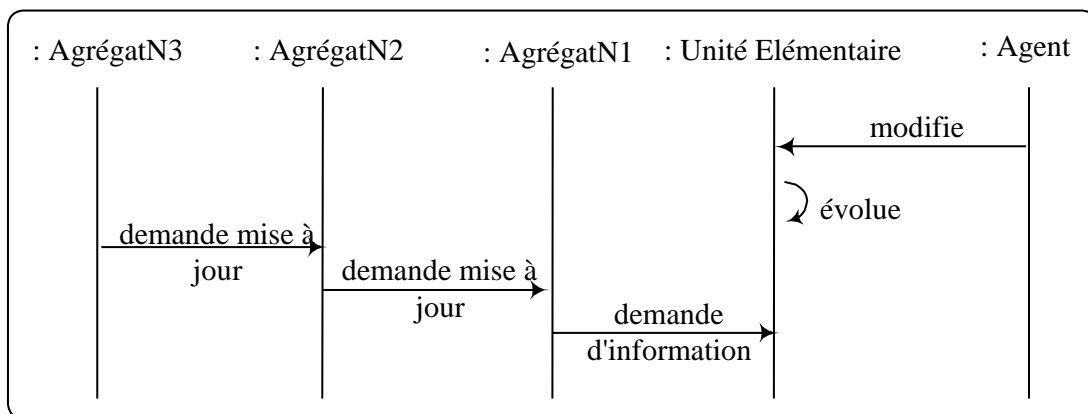 : AgrégatN3
: AgrégatN2
: AgrégatN1
: Unité Elémentaire
: Agent
modifie
évolue
demande mise à
jour
demande mise à
jour
demande
d'information